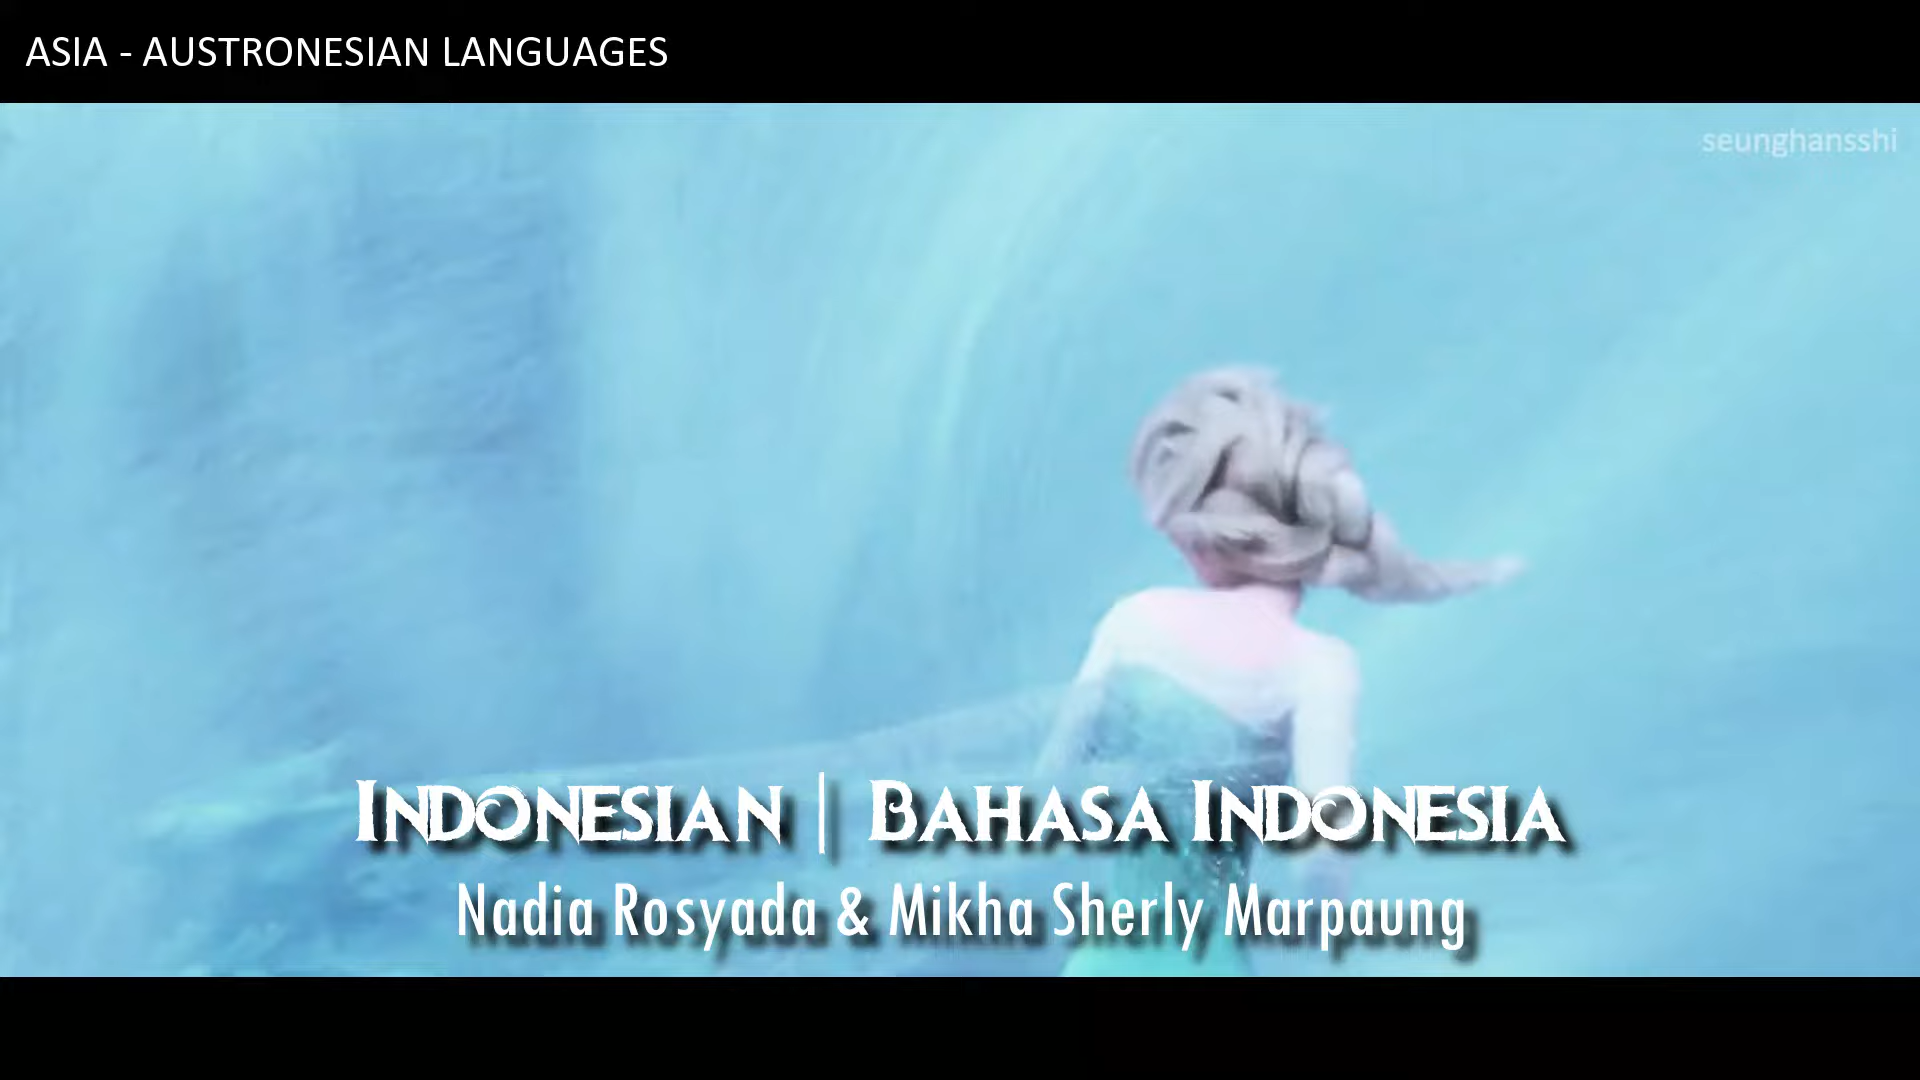 ASIA - AUSTRONESIAN LANGUAGES
seunghansshi
INDONESIAN | BAHASA INDONESIA
Nadia Rosyada & Mikha Sherly Marpaung